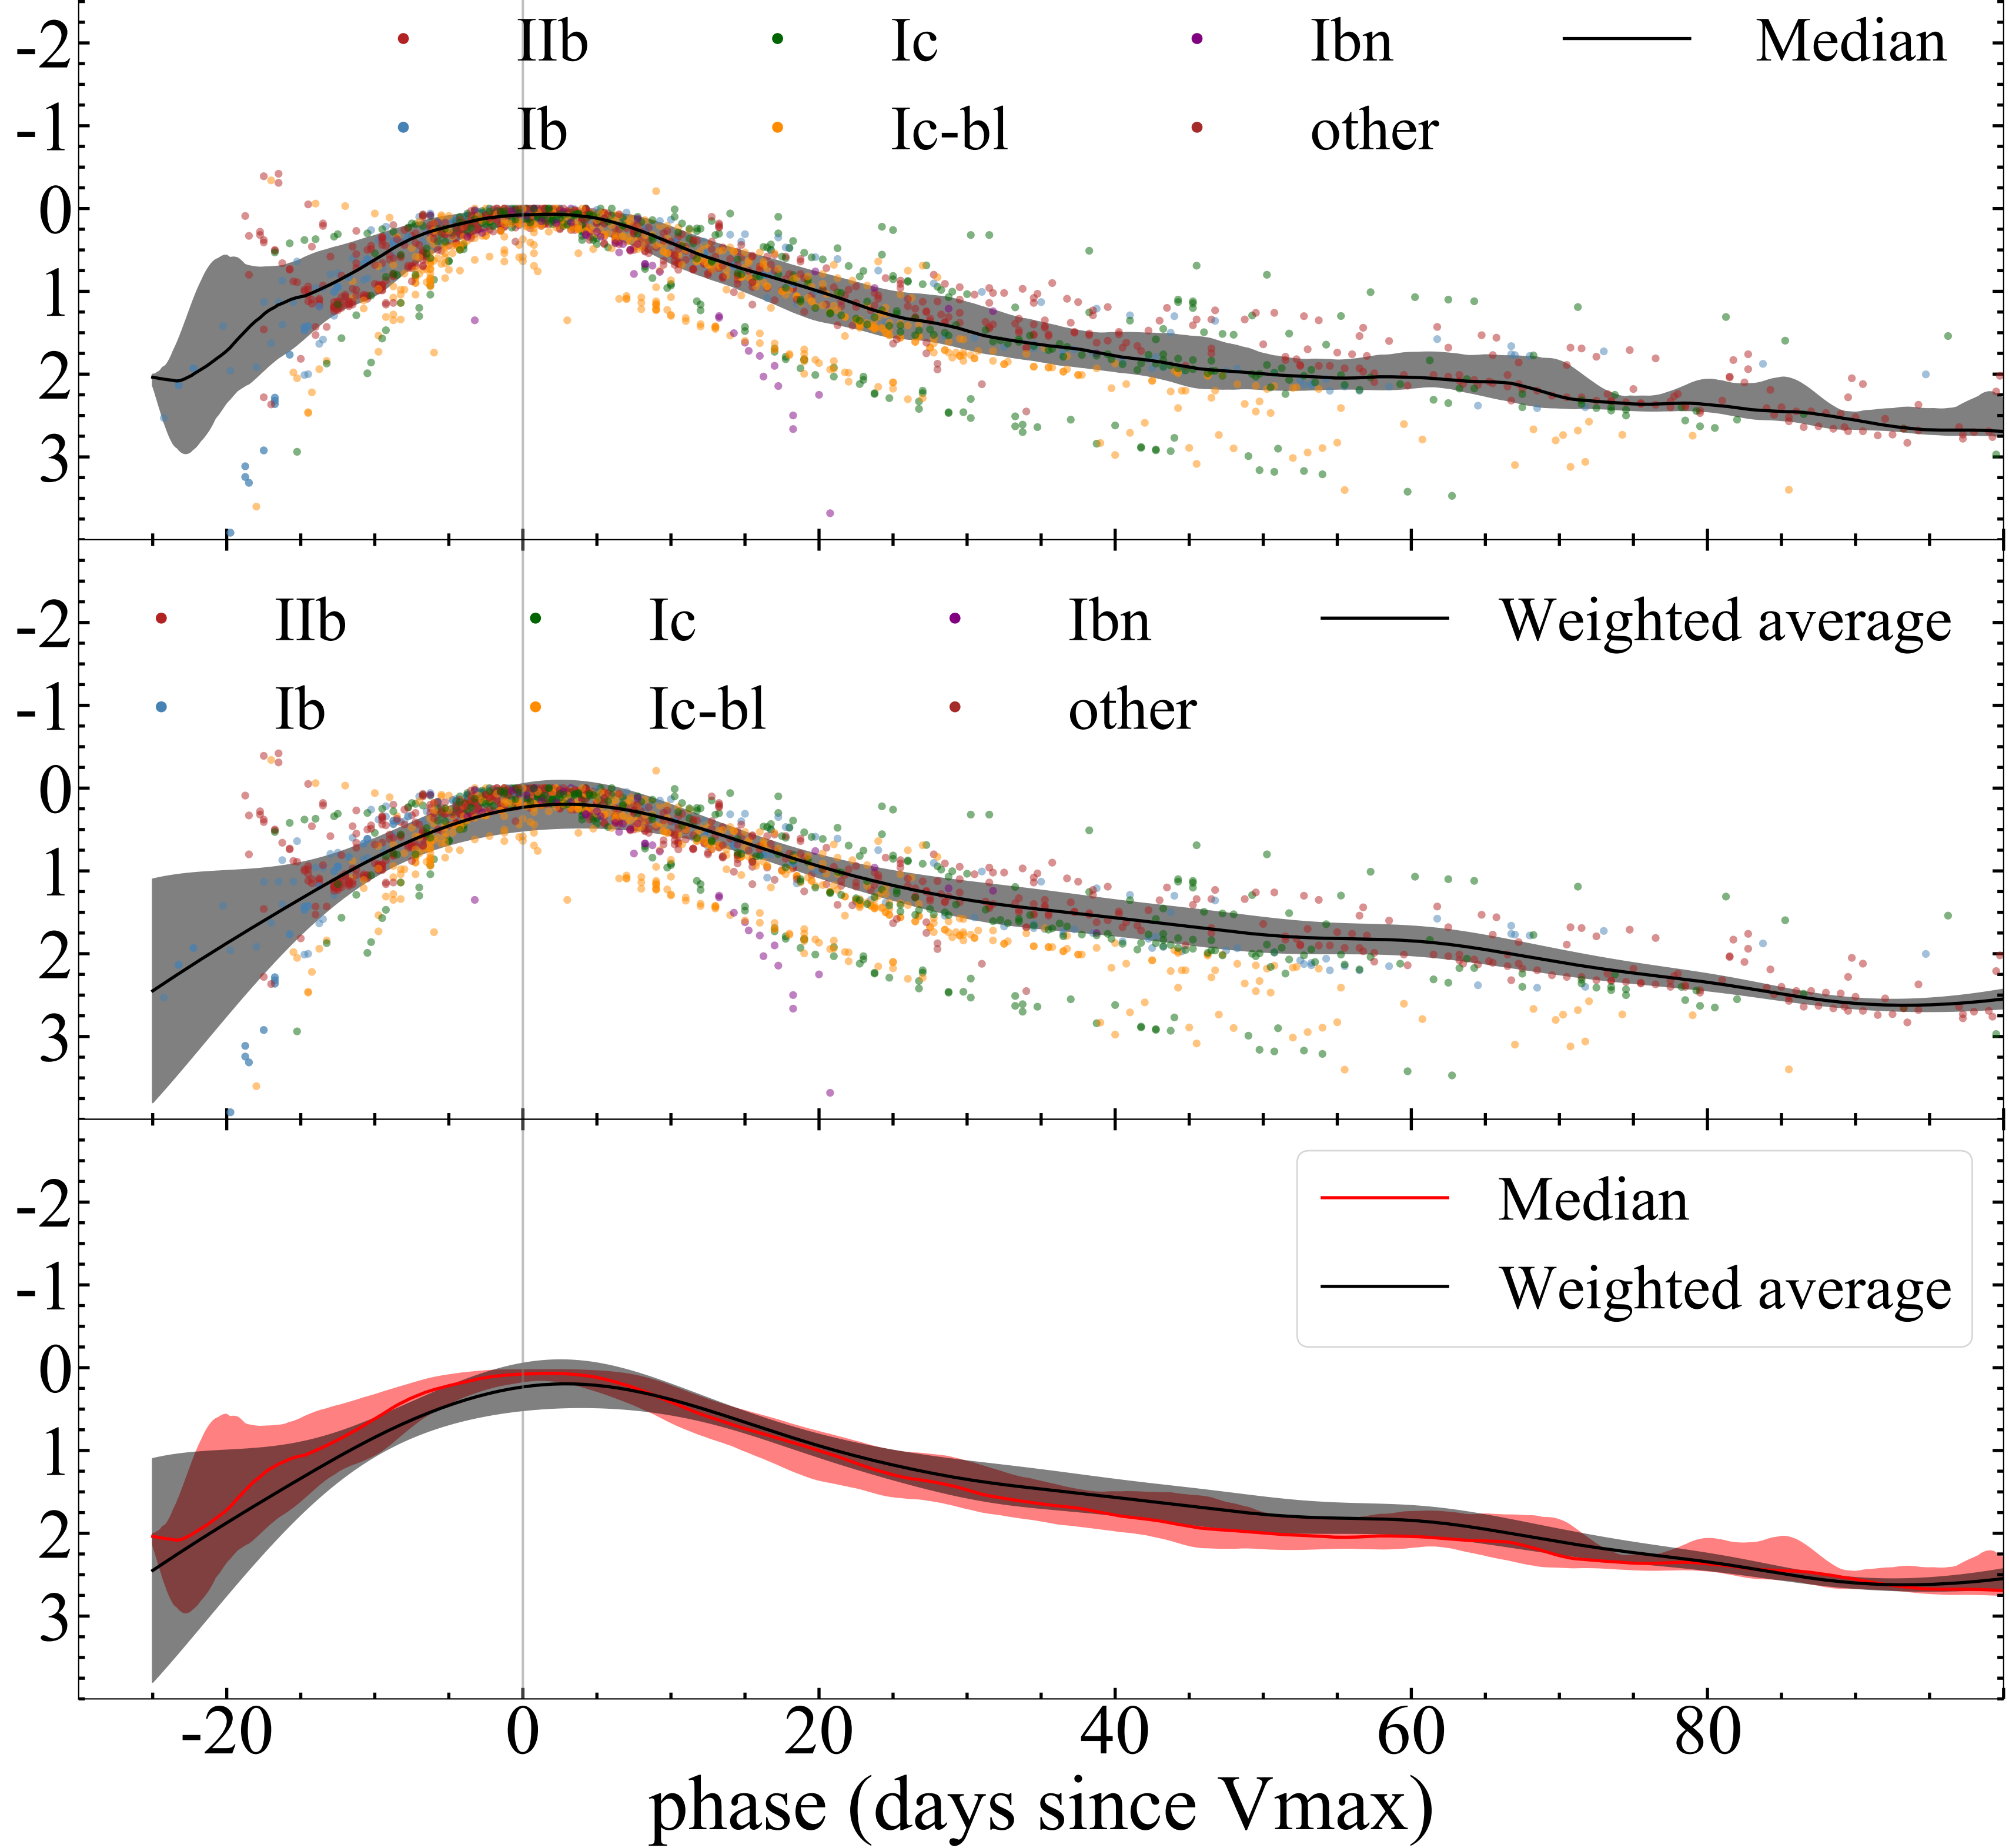 -2
IIb Ic Ibn Median
-1
Ib Ic-bl other
0
1
2
3
-2
IIb Ic Ibn Weighted average
-1
Ib Ic-bl other
0
1
2
3
-2
Median
-1
Weighted average
0
1
2
3
-20 0 20 40 60 80
phase (days since Vmax)